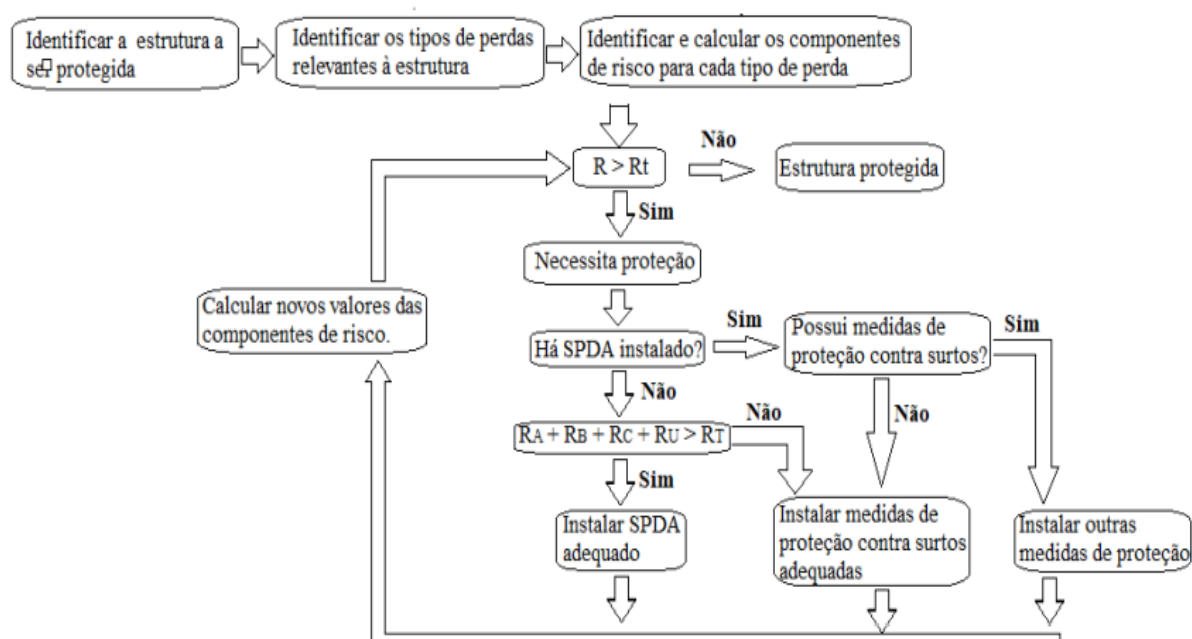 Identificar a estrutura a
ser protegida
Identificar os tipos de perdas
relevantes à estrutura
Identificar e calcular os componentes
de risco para cada tipo de perda
R > Rt
Não
Estrutura protegida
Sim
Necessita proteção
Calcular novos valores das
componentes de risco.
Há SPDA instalado?
Sim
Possui medidas de
proteção contra surtos?
Sim
Não
Não
Não
RA + RB + RC + RU > RT
Sim
Instalar SPDA
adequado
Instalar medidas de
proteção contra surtos
adequadas
Instalar outras
medidas de proteção